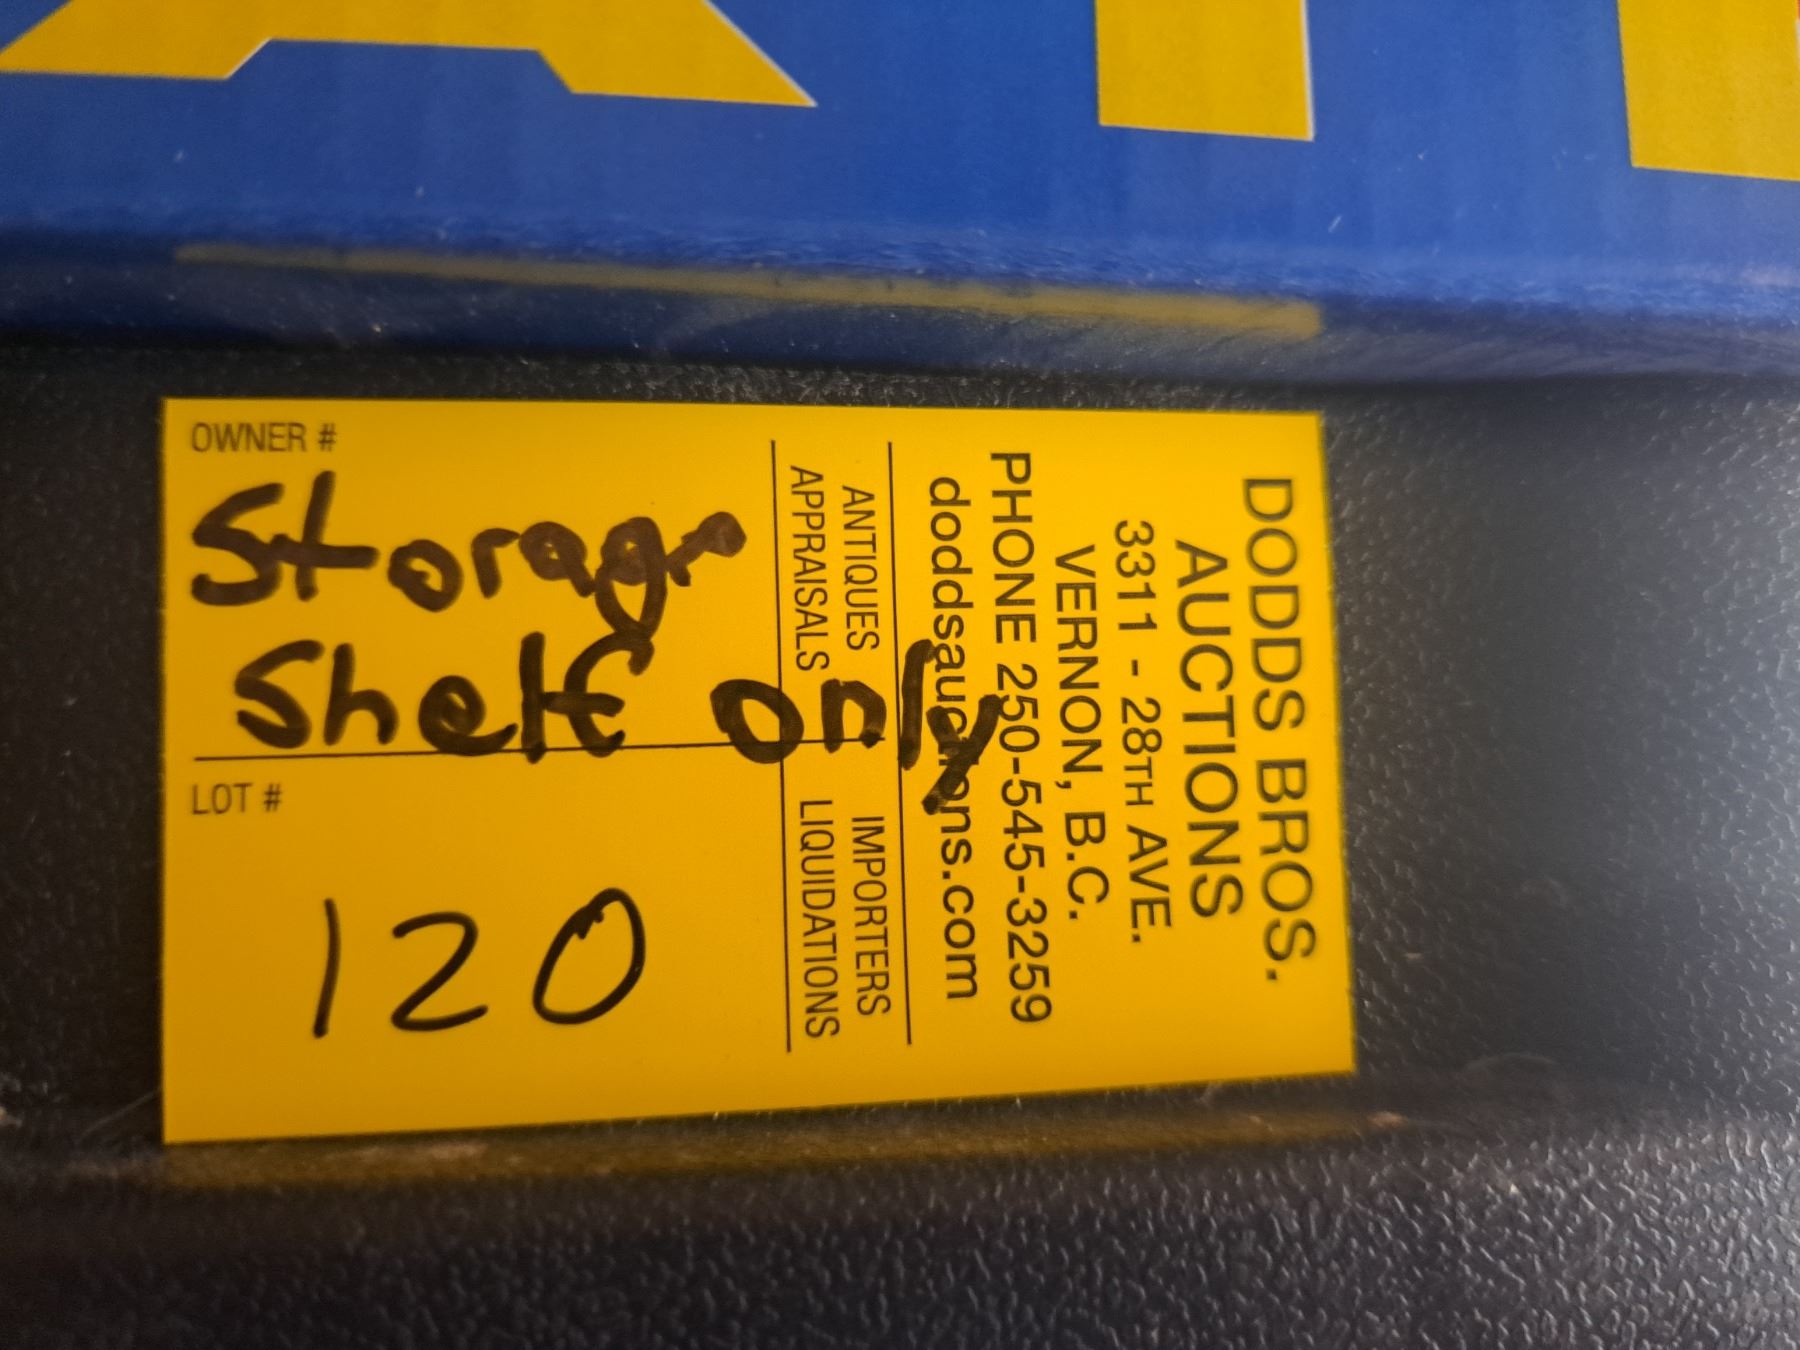 DODDS BROS.
AUCTIONS
3311 - 28TH AVE.
VERNON, B.C.
PHONE 250-545-3259
doddsauctions.com
ANTIQUES IMPORTERS
APPRAISALS LIQUIDATIONS
OWNER #
Storage
Shelf only
LOT #
120